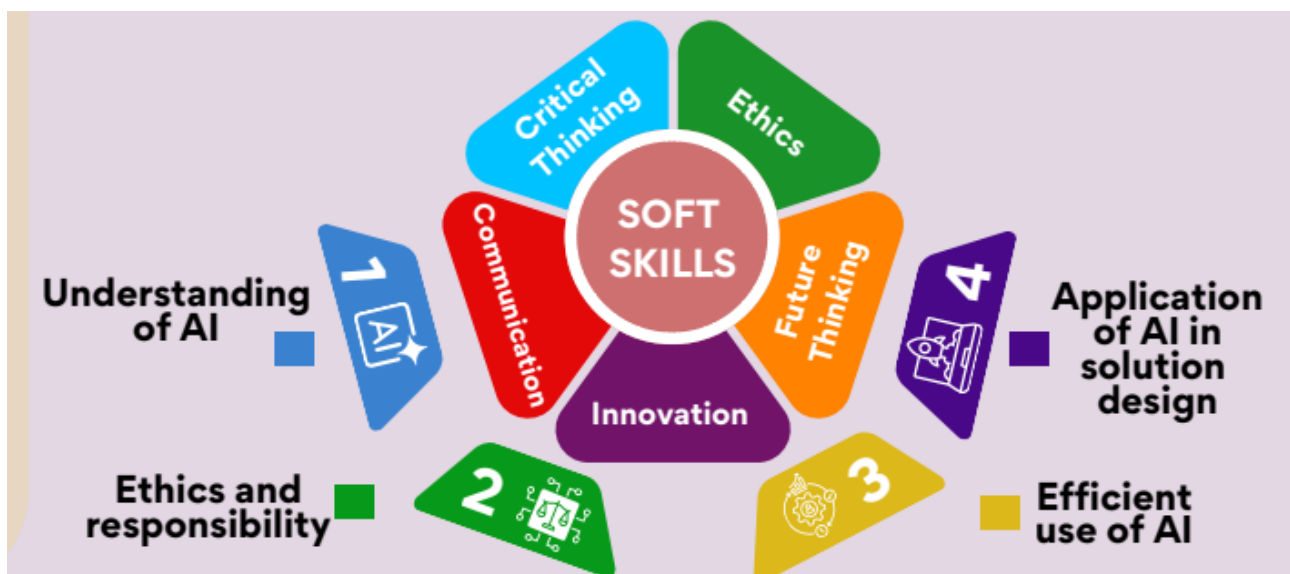 Critical
Thinking
Ethics
SOFT
SKILLS
Communication
Future
Thinking
Innovation
1
AI
Understanding
of AI
2
Ethics and
responsibility
3
Efficient
use of AI
4
Application
of AI in
solution
design